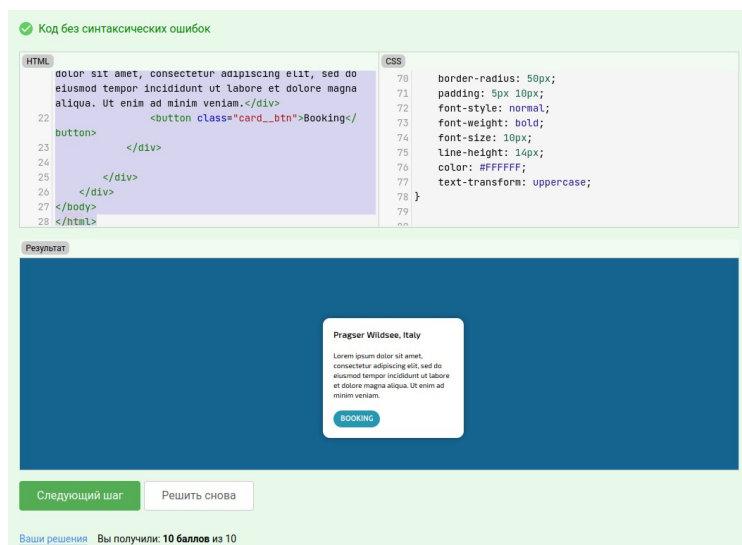 Код без синтаксических ошибок
HTML
dolor sit amet, consectetur adipiscing elit, sed do
eiusmod tempor incididunt ut labore et dolore magna
aliqua. Ut enim ad minim veniam.</div>
22 <button class="card__btn">Booking</
button>
23 </div>
24
25 </div>
26 </div>
27 </body>
28 </html>
CSS
70 border-radius: 50px;
71 padding: 5px 10px;
72 font-style: normal;
73 font-weight: bold;
74 font-size: 10px;
75 line-height: 14px;
76 color: #FFFFFF;
77 text-transform: uppercase;
78 }
79
Результат
Pragser Wildsee, Italy
Lorem ipsum dolor sit amet,
consectetur adipiscing elit, sed do
eiusmod tempor incididunt ut labore
et dolore magna aliqua. Ut enim ad
minim veniam.
BOOKING
Следующий шаг
Решить снова
Ваши решения Вы получили: 10 баллов из 10